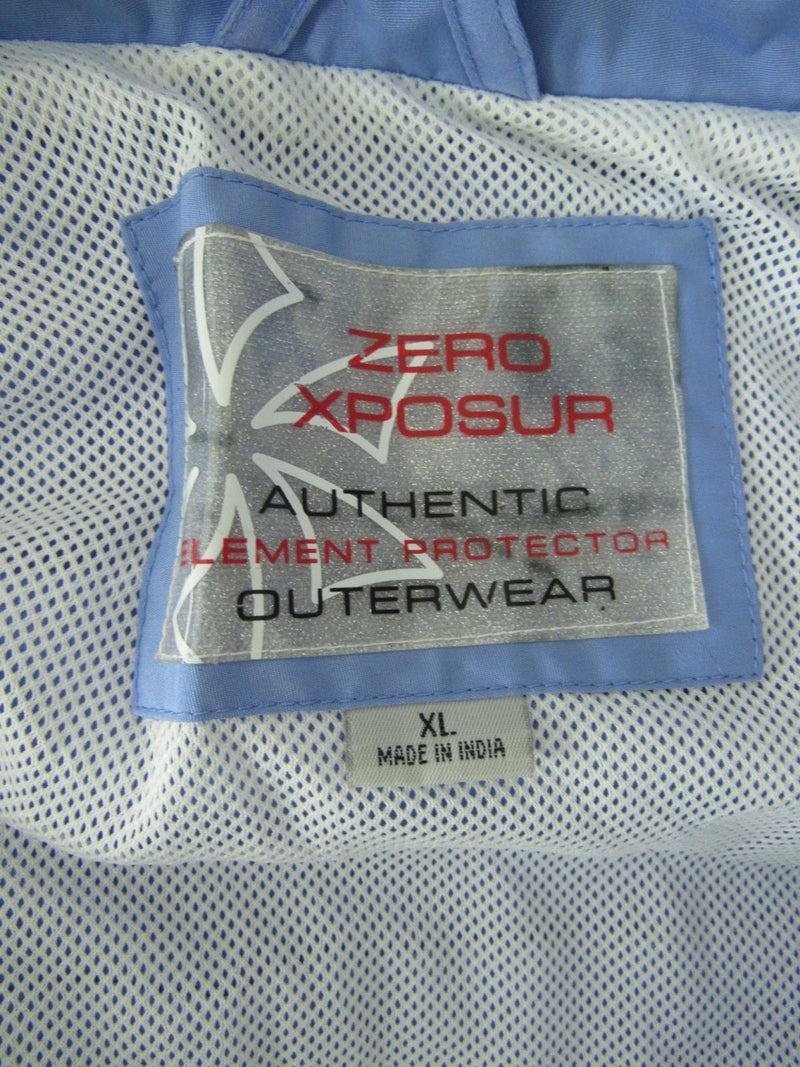 ZERO
XPOSUR
AUTHENTIC
ELEMENT PROTECTOR
OUTERWEAR
XL
MADE IN INDIA